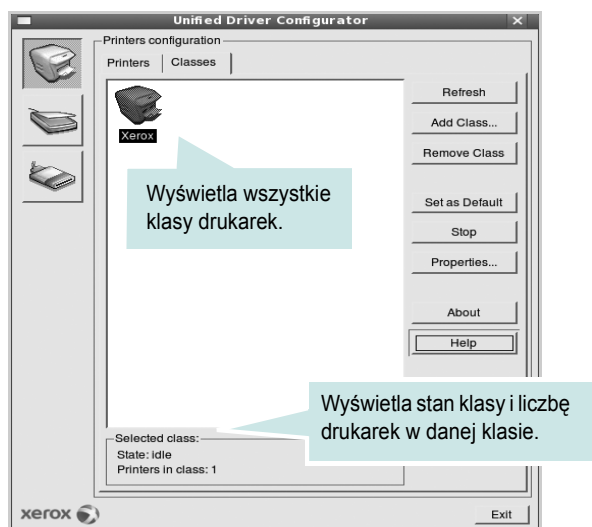 Unified Driver Configurator
Printers configuration
Printers
Classes
Xerox
Wyświetla wszystkie
klasy drukarek.
Refresh
Add Class...
Remove Class
Set as Default
Stop
Properties...
About
Help
Wyświetla stan klasy i liczbę
drukarek w danej klasie.
Selected class:
State: idle
Printers in class: 1
xerox
Exit